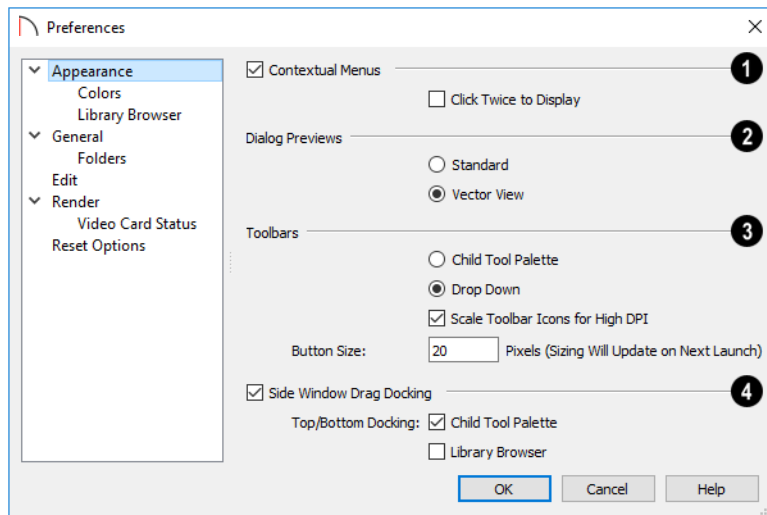 Preferences
Appearance
Colors
Library Browser
General
Folders
Edit
Render
Video Card Status
Reset Options
Contextual Menus 1
Click Twice to Display
Dialog Previews 2
Standard
Vector View
Toolbars 3
Child Tool Palette
Drop Down
Scale Toolbar Icons for High DPI
Button Size: 20 Pixels (Sizing Will Update on Next Launch)
Side Window Drag Docking 4
Top/Bottom Docking: Child Tool Palette
Library Browser
OK Cancel Help